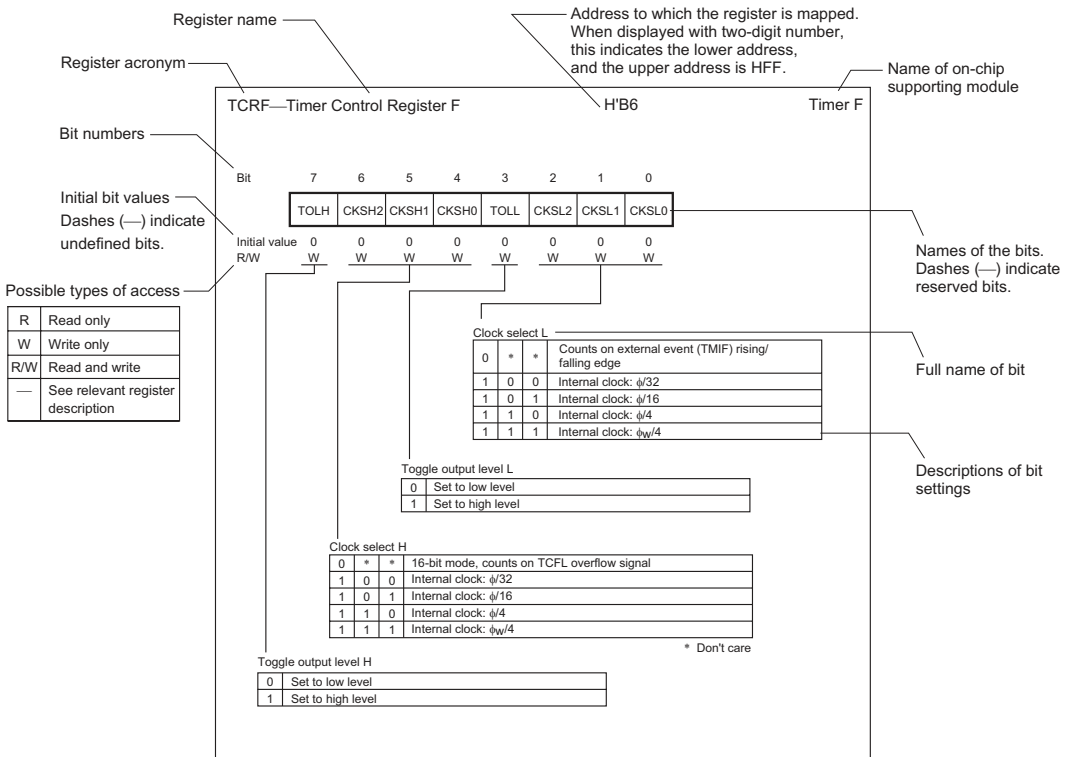 Register name
Address to which the register is mapped.
When displayed with two-digit number,
this indicates the lower address,
and the upper address is HFF.
Register acronym
Name of on-chip
supporting module
TCRF—Timer Control Register F H'B6 Timer F
Bit numbers
Bit 7 6 5 4 3 2 1 0
Initial bit values
Dashes (—) indicate
undefined bits.
TOLH CKSH2 CKSH1 CKSH0 TOLL CKSL2 CKSL1 CKSL0
Initial value 0 0 0 0 0 0 0 0
R/W W W W W W W W W
Names of the bits.
Dashes (—) indicate
reserved bits.
Possible types of access
R Read only
W Write only
R/W Read and write
— See relevant register
description
Clock select L
0 * * Counts on external event (TMIF) rising/
falling edge
1 0 0 Internal clock: ϕ/32
1 0 1 Internal clock: ϕ/16
1 1 0 Internal clock: ϕ/4
1 1 1 Internal clock: ϕw/4
Full name of bit
Descriptions of bit
settings
Toggle output level L
0 Set to low level
1 Set to high level
Clock select H
0 * * 16-bit mode, counts on TCFL overflow signal
1 0 0 Internal clock: ϕ/32
1 0 1 Internal clock: ϕ/16
1 1 0 Internal clock: ϕ/4
1 1 1 Internal clock: ϕw/4
* Don't care
Toggle output level H
0 Set to low level
1 Set to high level